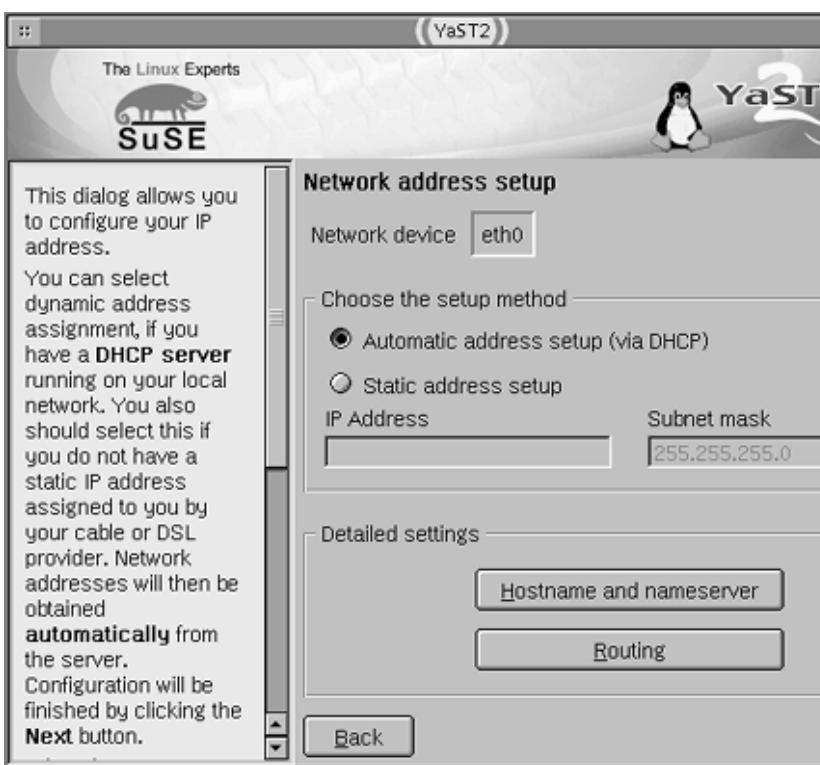 YaST2
The Linux Experts
SuSE
YaST
2
This dialog allows you
to configure your IP
address.
You can select
dynamic address
assignment, if you
have a DHCP server
running on your local
network. You also
should select this if
you do not have a
static IP address
assigned to you by
your cable or DSL
provider. Network
addresses will then be
obtained
automatically from
the server.
Configuration will be
finished by clicking the
Next button.
Network address setup
Network device eth0
Choose the setup method
Automatic address setup (via DHCP)
Static address setup
IP Address Subnet mask
255.255.255.0
Detailed settings
Hostname and nameserver
Routing
Back